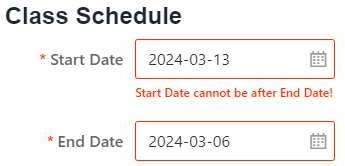 Class Schedule
* Start Date 2024-03-13
Start Date cannot be after End Date!
* End Date 2024-03-06